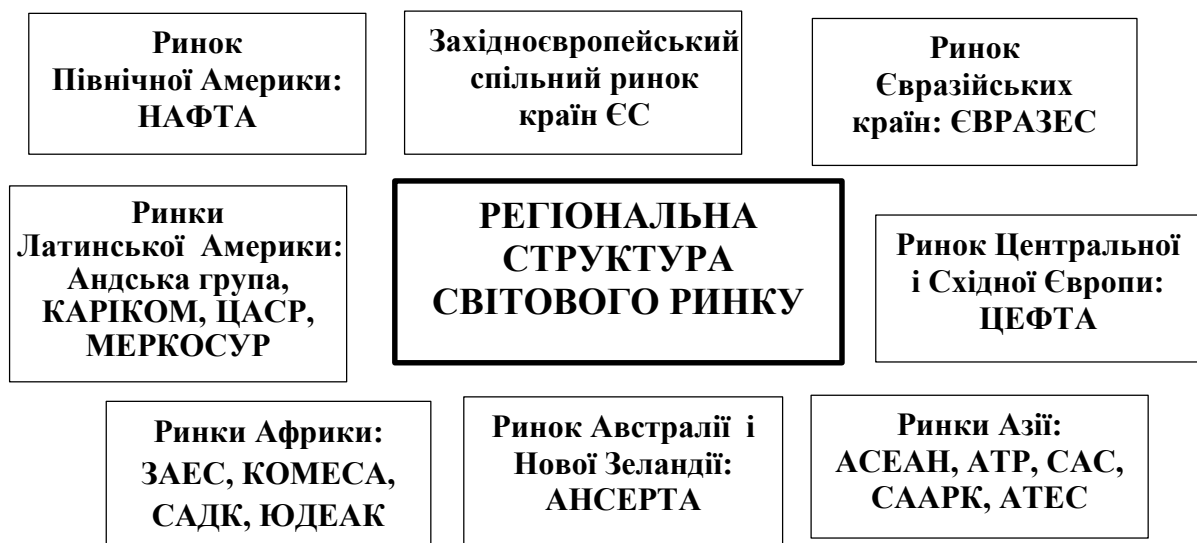 Ринок
Північної Америки:
НАФТА
Західноєвропейський
спільний ринок
країн ЄС
Ринок
Євразійських
країн: ЄВРАЗЕС
Ринки
Латинської Америки:
Андська група,
КАРІКОМ, ЦАСР,
МЕРКОСУР
РЕГІОНАЛЬНА
СТРУКТУРА
СВІТОВОГО РИНКУ
Ринок Центральної
і Східної Європи:
ЦЕФТА
Ринки Африки:
ЗАЕС, КОМЕСА,
САДК, ЮДЕАК
Ринок Австралії і
Нової Зеландії:
АНСЕРТА
Ринки Азії:
АСЕАН, АТР, САС,
СААРК, АТЕС